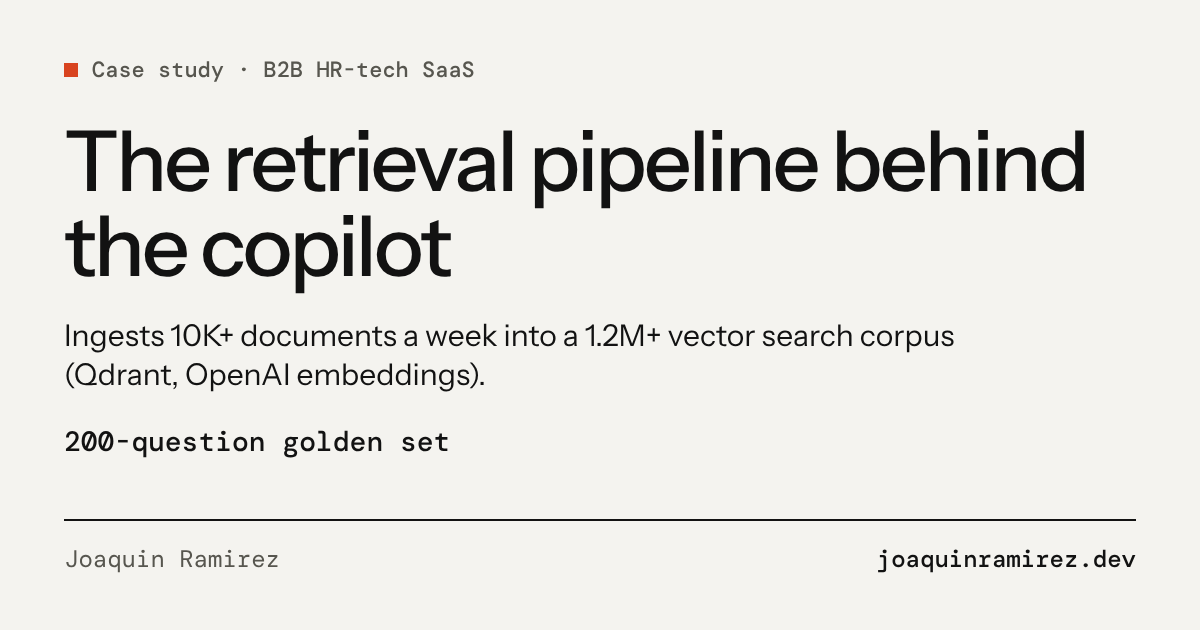 Case study · B2B HR-tech SaaS
The retrieval pipeline behind
the copilot
Ingests 10K+ documents a week into a 1.2M+ vector search corpus
(Qdrant, OpenAI embeddings).
200-question golden set
Joaquin Ramirez
joaquinramirez.dev